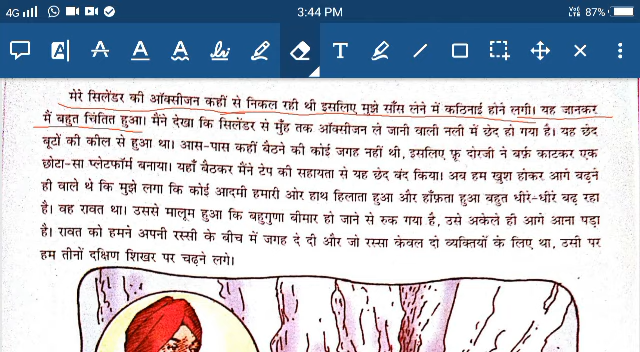 4G 3:44 PM VoLTE 87%
T
मेरे सिलेंडर की ऑक्सीजन कहीं से निकल रही थी इसलिए मुझे साँस लेने में कठिनाई होने लगी। यह जानकर
मैं बहुत चिंतित हुआ। मैंने देखा कि सिलेंडर से मुँह तक ऑक्सीजन ले जानी वाली नली में छेद हो गया है। यह छेद
बूटों की कील से हुआ था। आस-पास कहीं बैठने की कोई जगह नहीं थी, इसलिए फू दोरजी ने बर्फ़ काटकर एक
छोटा-सा प्लेटफ़ॉर्म बनाया। यहाँ बैठकर मैंने टेप की सहायता से यह छेद बंद किया। अब हम खुश होकर आगे बढ़ने
ही वाले थे कि मुझे लगा कि कोई आदमी हमारी ओर हाथ हिलाता हुआ और हाँफ़ता हुआ बहुत धीरे-धीरे बढ़ रहा
है। वह रावत था। उससे मालूम हुआ कि बहुगुणा बीमार हो जाने से रुक गया है, उसे अकेले ही आगे आना पड़ा
है। रावत को हमने अपनी रस्सी के बीच में जगह दे दी और जो रस्सा केवल दो व्यक्तियों के लिए था, उसी पर
हम तीनों दक्षिण शिखर पर चढ़ने लगे।